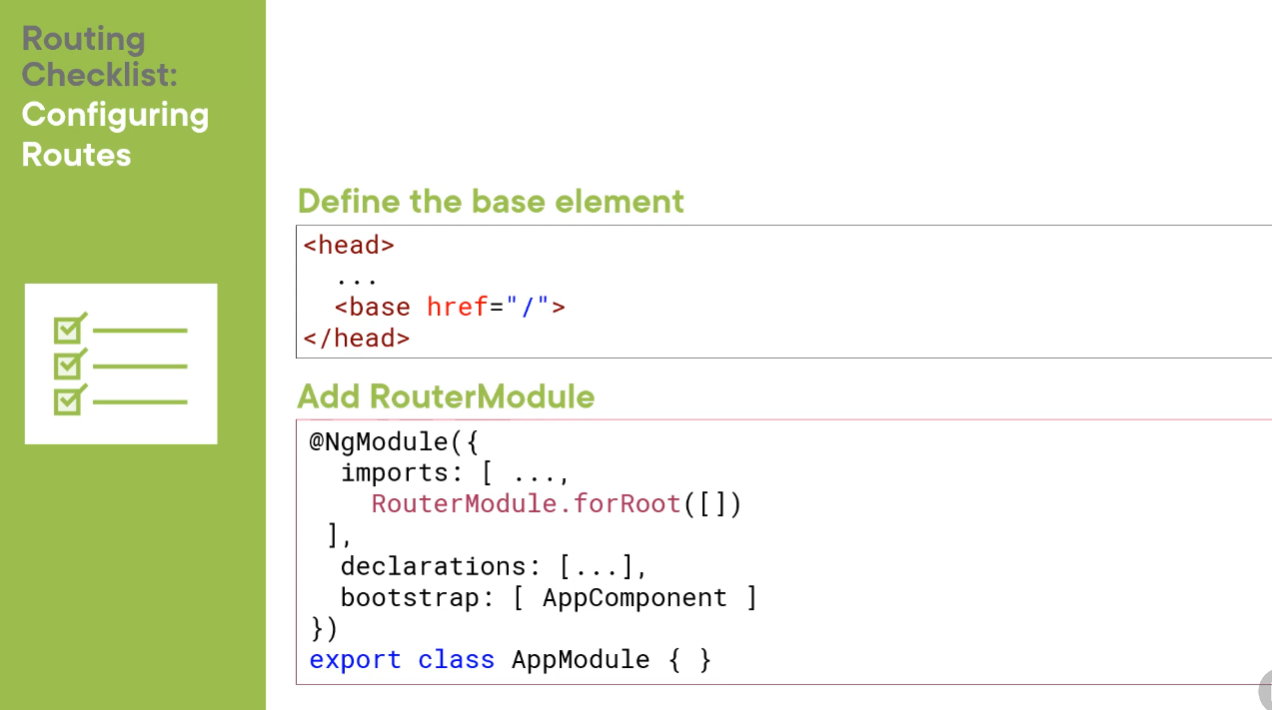 Routing
Checklist:
Configuring
Routes
Define the base element
<head>
  ...
  <base href="/">
</head>
Add RouterModule
@NgModule({
  imports: [ ...,
    RouterModule.forRoot([])
 ],
  declarations: [...],
  bootstrap: [ AppComponent ]
})
export class AppModule { }